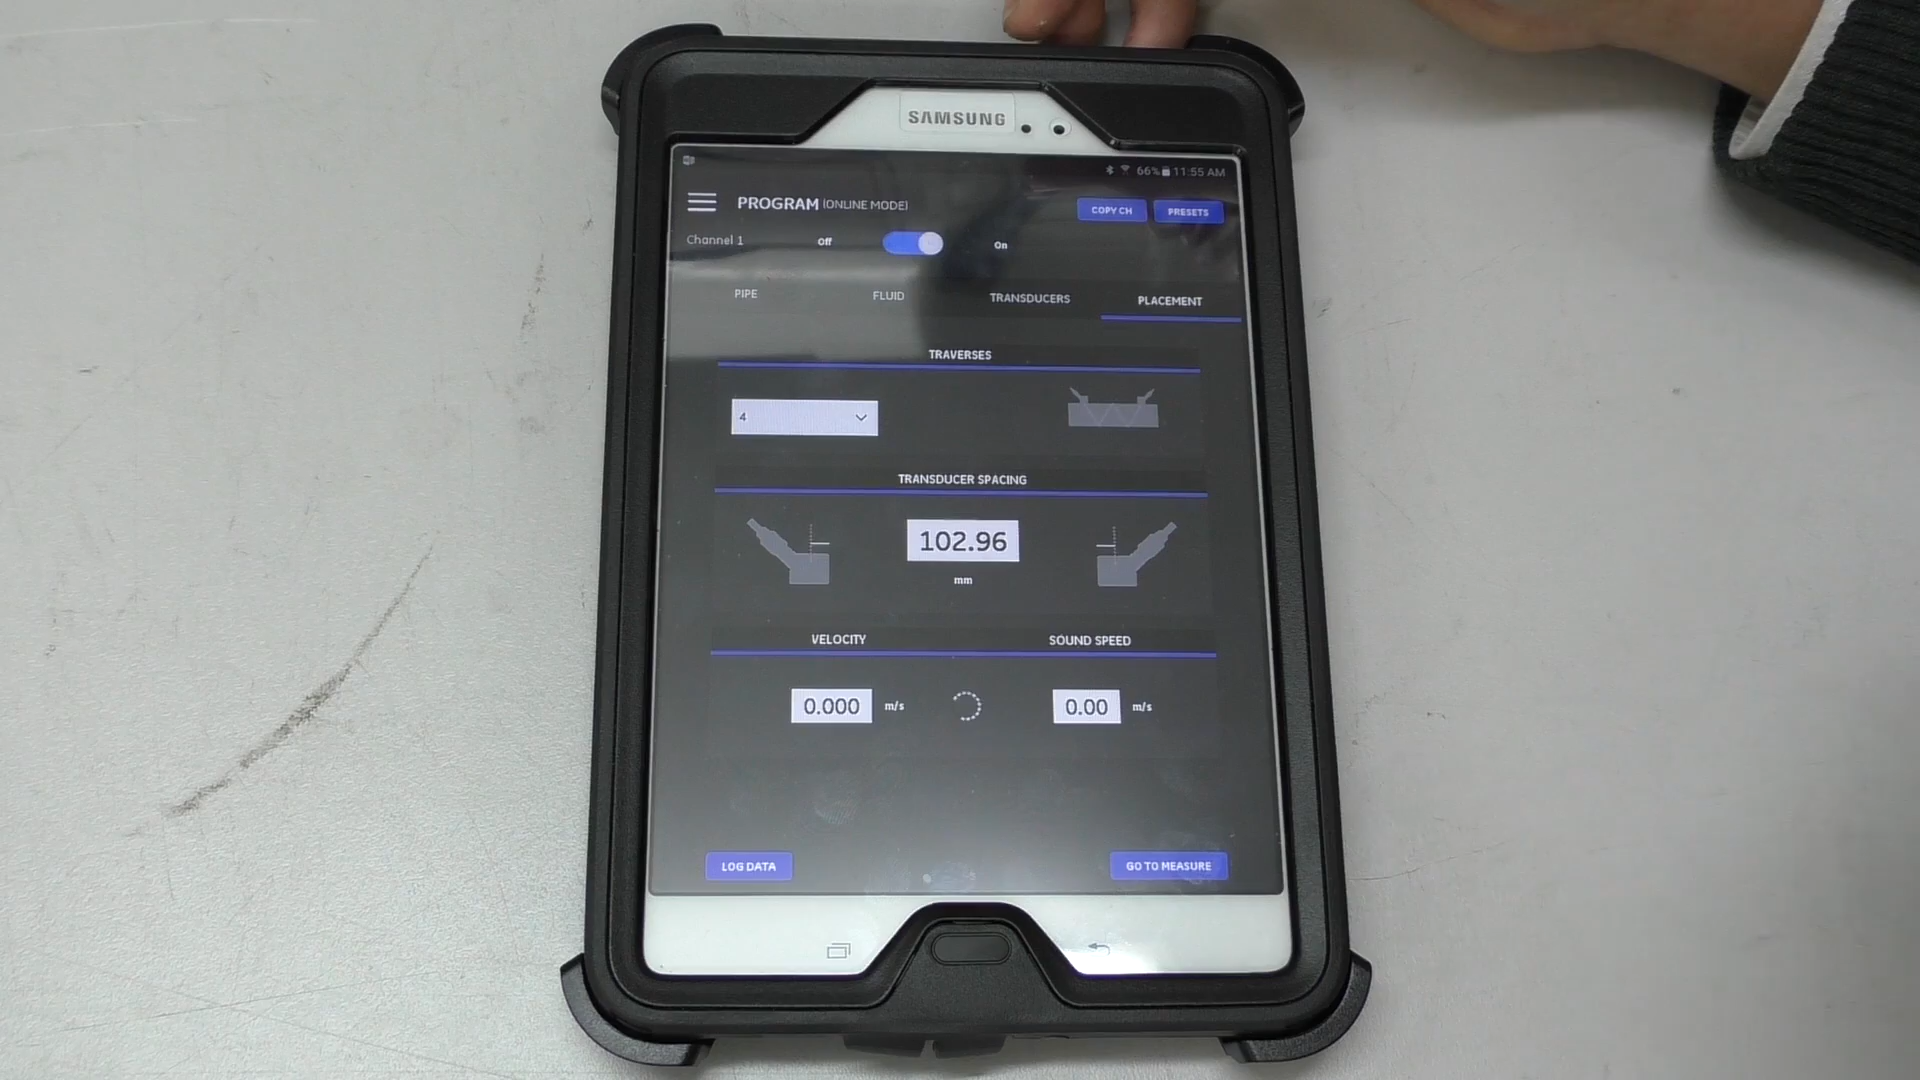 SAMSUNG
66% 11:55 AM
PROGRAM (ONLINE MODE)
COPY CH
PRESETS
Channel 1
Off
On
PIPE
FLUID
TRANSDUCERS
PLACEMENT
TRAVERSES
4
TRANSDUCER SPACING
102.96
mm
VELOCITY
SOUND SPEED
0.000 m/s
0.00 m/s
LOG DATA
GO TO MEASURE